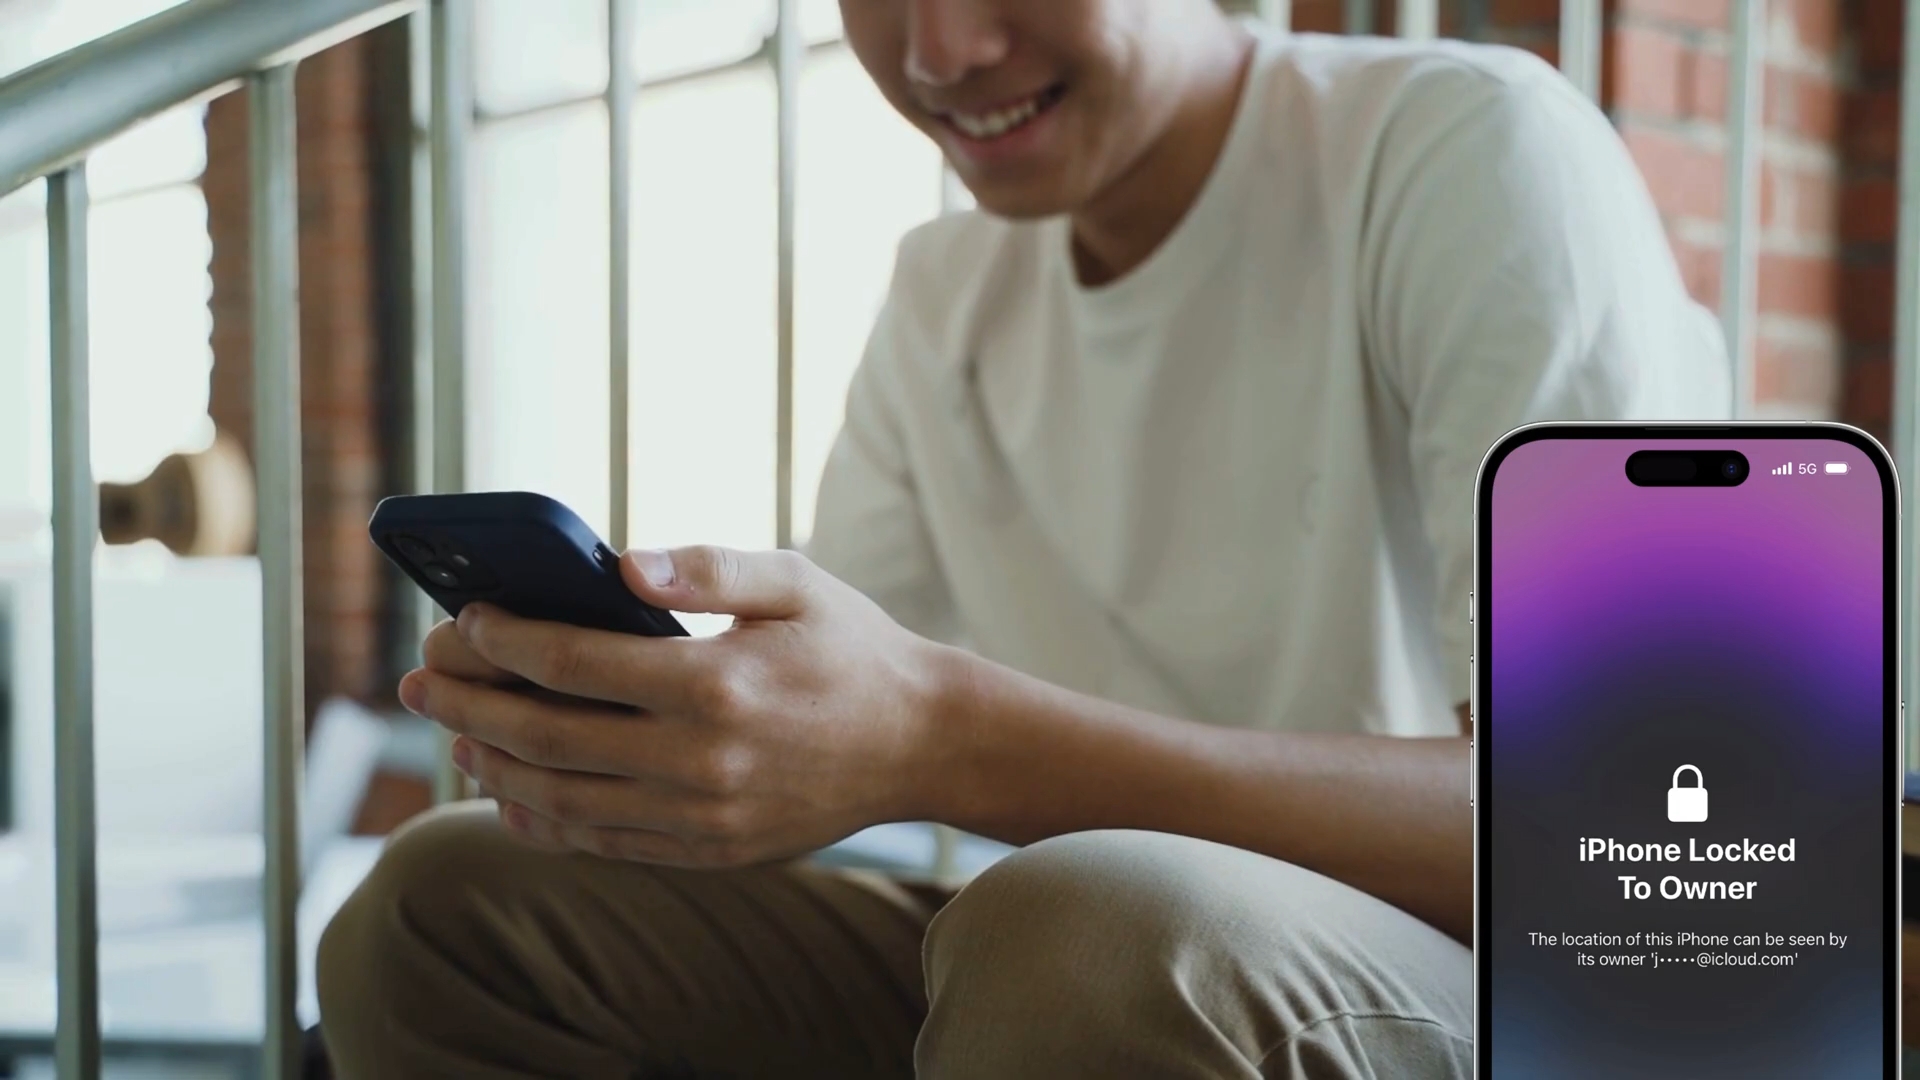 5G
iPhone Locked
To Owner
The location of this iPhone can be seen by
its owner 'j•••••@icloud.com'